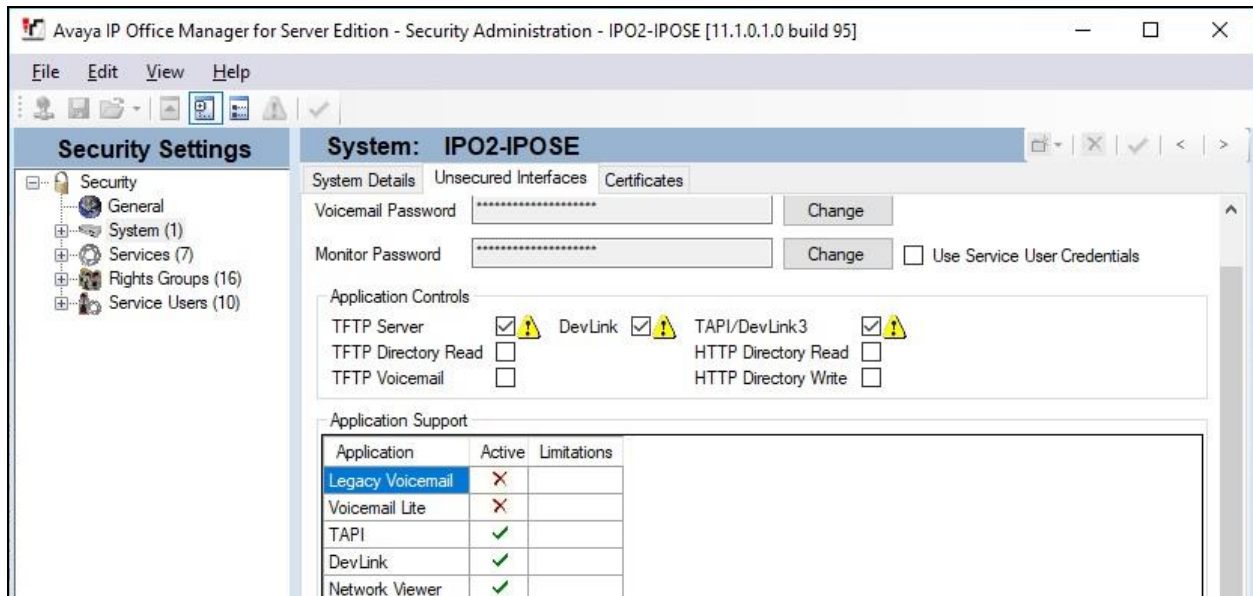 Avaya IP Office Manager for Server Edition - Security Administration - IPO2-IPOSE [11.1.0.1.0 build 95]
File Edit View Help
Security Settings
Security
General
System (1)
Services (7)
Rights Groups (16)
Service Users (10)
System: IPO2-IPOSE
System Details Unsecured Interfaces Certificates
Voicemail Password ******************** Change
Monitor Password ******************** Change Use Service User Credentials
Application Controls
TFTP Server DevLink TAPI/DevLink3
TFTP Directory Read HTTP Directory Read
TFTP Voicemail HTTP Directory Write
Application Support
Application Active Limitations
Legacy Voicemail
Voicemail Lite
TAPI
DevLink
Network Viewer